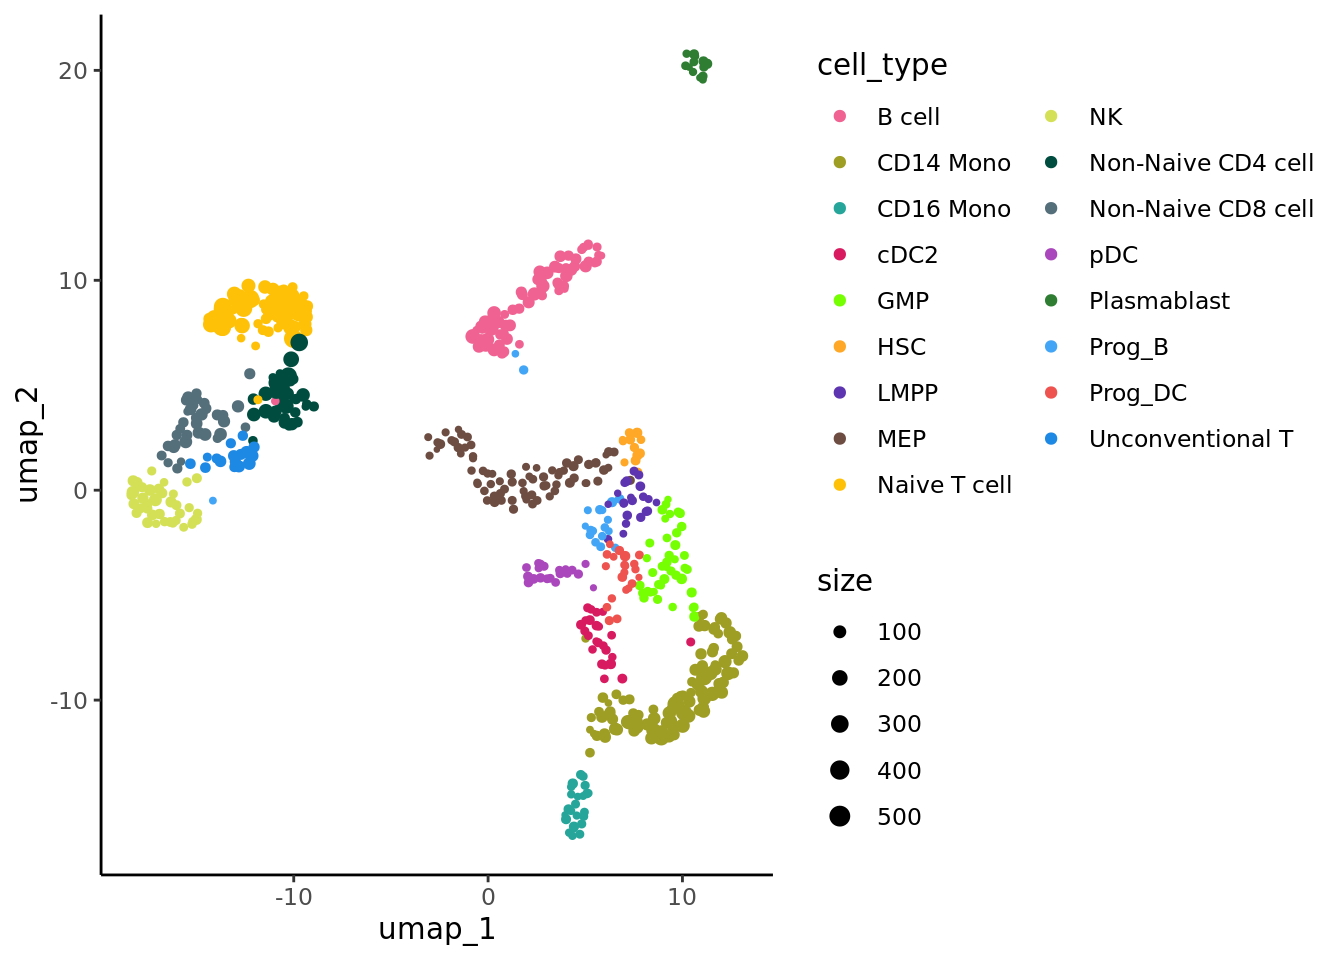 20
10
0
-10
umap_2
-10
0
10
umap_1
cell_type
B cell
CD14 Mono
CD16 Mono
cDC2
GMP
HSC
LMPP
MEP
Naive T cell
NK
Non-Naive CD4 cell
Non-Naive CD8 cell
pDC
Plasmablast
Prog_B
Prog_DC
Unconventional T
size
100
200
300
400
500